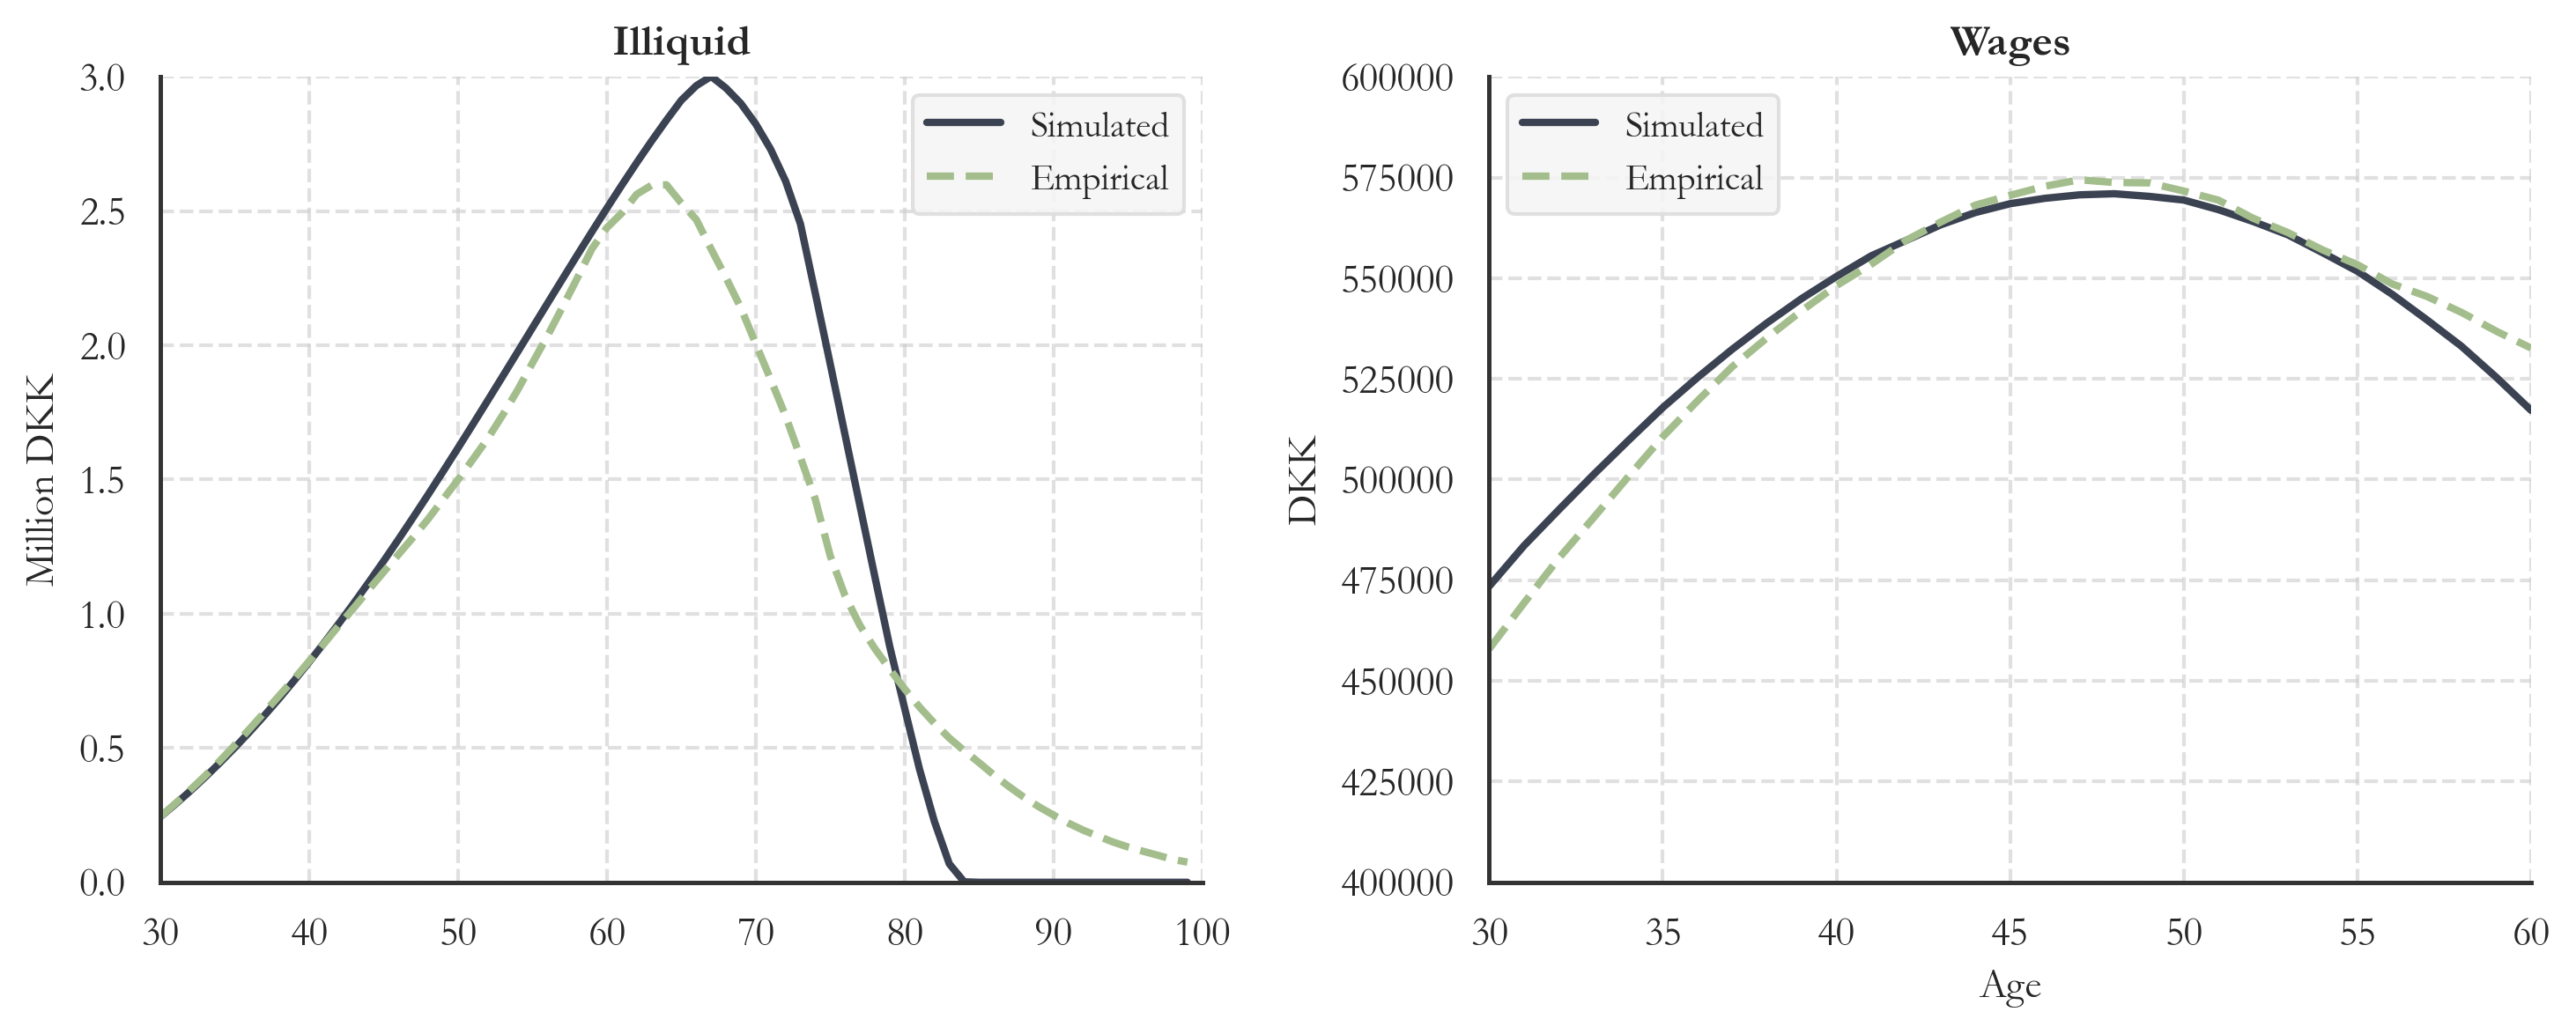 Illiquid
3.0
2.5
2.0
1.5
1.0
0.5
0.0
Million DKK
Simulated
Empirical
30 40 50 60 70 80 90 100
Wages
600000
575000
550000
525000
500000
475000
450000
425000
400000
DKK
Simulated
Empirical
30 35 40 45 50 55 60
Age